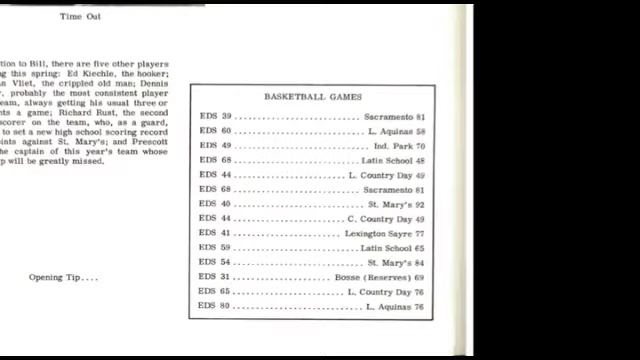 Time Out
tion to Bill, there are five other players
ng this spring: Ed Kiechle, the hooker;
n Vliet, the crippled old man; Dennis
r, probably the most consistent player
eam, always getting his usual three or
nts a game; Richard Rust, the second
scorer on the team, who, as a guard,
to set a new high school scoring record
oints against St. Mary's; and Prescott
he captain of this year's team whose
p will be greatly missed.
Opening Tip....
BASKETBALL GAMES
EDS 39 .................... Sacramento 81
EDS 60 .................... L. Aquinas 58
EDS 49 .................... Ind. Park 70
EDS 68 .................... Latin School 48
EDS 44 .................... L. Country Day 49
EDS 68 .................... Sacramento 81
EDS 40 .................... St. Mary's 92
EDS 44 .................... C. Country Day 49
EDS 41 .................... Lexington Sayre 77
EDS 59 .................... Latin School 65
EDS 54 .................... St. Mary's 84
EDS 31 .................... Bosse (Reserves) 69
EDS 65 .................... L. Country Day 76
EDS 80 .................... L. Aquinas 76